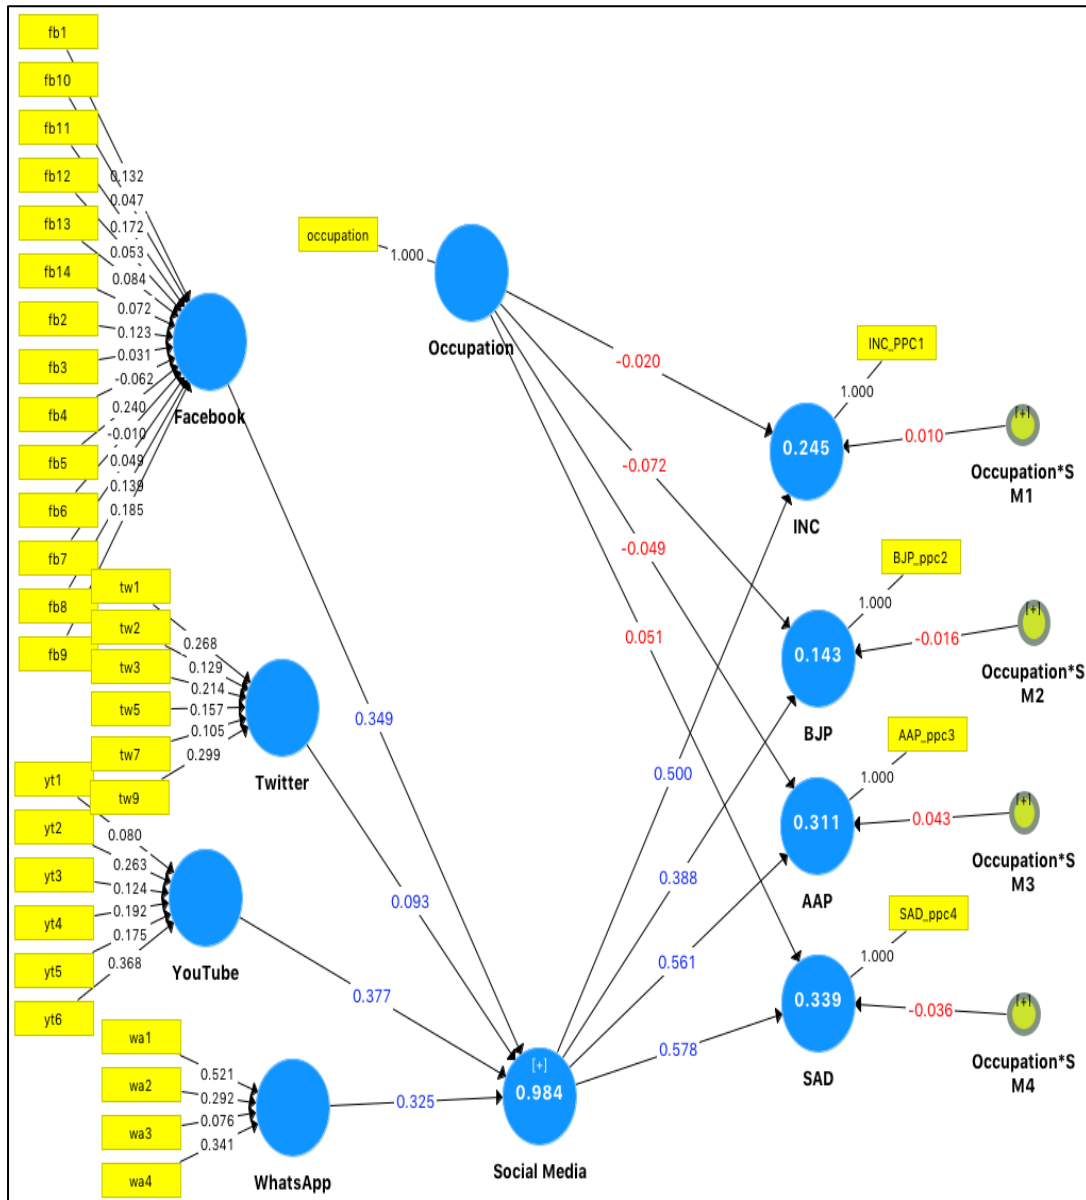 fb1
fb10
fb11
fb12
fb13
fb14
fb2
fb3
fb4
fb5
fb6
fb7
fb8
fb9
0.132
0.047
0.172
0.053
0.084
0.072
0.123
0.031
-0.062
0.240
-0.010
0.049
0.139
0.185
Facebook
tw1
tw2
tw3
tw5
tw7
tw9
0.268
0.129
0.214
0.157
0.105
0.299
Twitter
yt1
yt2
yt3
yt4
yt5
yt6
0.080
0.263
0.124
0.192
0.175
0.368
YouTube
wa1
wa2
wa3
wa4
0.521
0.292
0.076
0.341
WhatsApp
0.349
0.093
0.377
0.325
[+]
0.984
Social Media
occupation
1.000
Occupation
-0.020
-0.072
-0.049
0.051
0.500
0.388
0.561
0.578
INC_PPC1
1.000
0.245
INC
0.010
[+]
Occupation*S
M1
BJP_ppc2
1.000
0.143
BJP
-0.016
[+]
Occupation*S
M2
AAP_ppc3
1.000
0.311
AAP
0.043
[+]
Occupation*S
M3
SAD_ppc4
1.000
0.339
SAD
-0.036
[+]
Occupation*S
M4